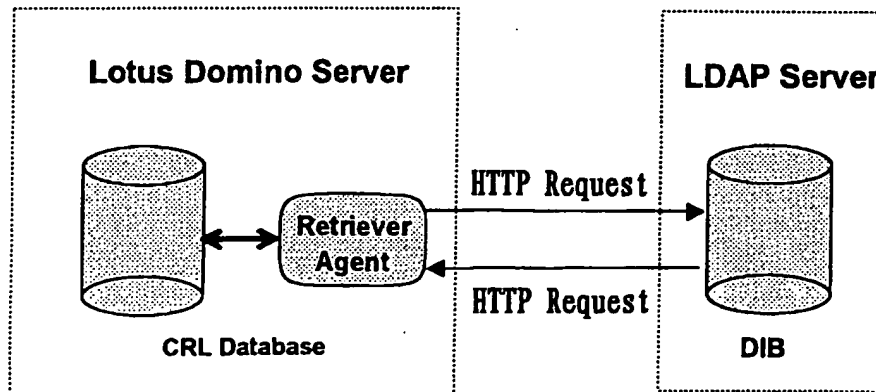 Lotus Domino Server
LDAP Server
HTTP Request
Retriever
Agent
HTTP Request
CRL Database
DIB